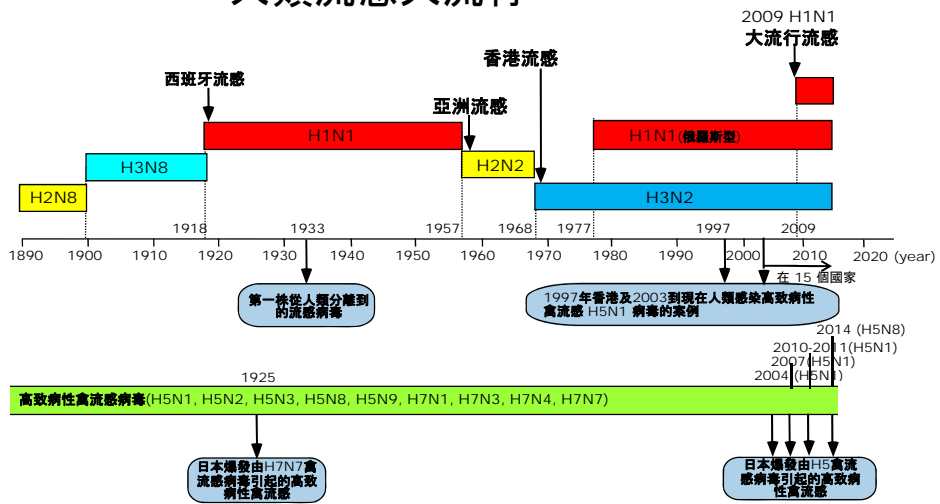 2009 H1N1
大流行流感
香港流感
西班牙流感
亞洲流感
H1N1
H1N1(俄羅斯型)
H3N8
H2N2
H2N8
H3N2
1918
1933
1957
1968
1977
1997
2009
1890 1900 1910 1920 1930 1940 1950 1960 1970 1980 1990 2000 2010 2020 (year)
在 15 個國家
第一株從人類分離到
的流感病毒
1997年香港及2003到現在人類感染高致病性
禽流感 H5N1 病毒的案例
2014 (H5N8)
2010-2011(H5N1)
2007(H5N1)
2004 (H5N1)
1925
高致病性禽流感病毒(H5N1, H5N2, H5N3, H5N8, H5N9, H7N1, H7N3, H7N4, H7N7)
日本爆發由H7N7禽
流感病毒引起的高致
病性禽流感
日本爆發由H5禽流
感病毒引起的高致病
性禽流感